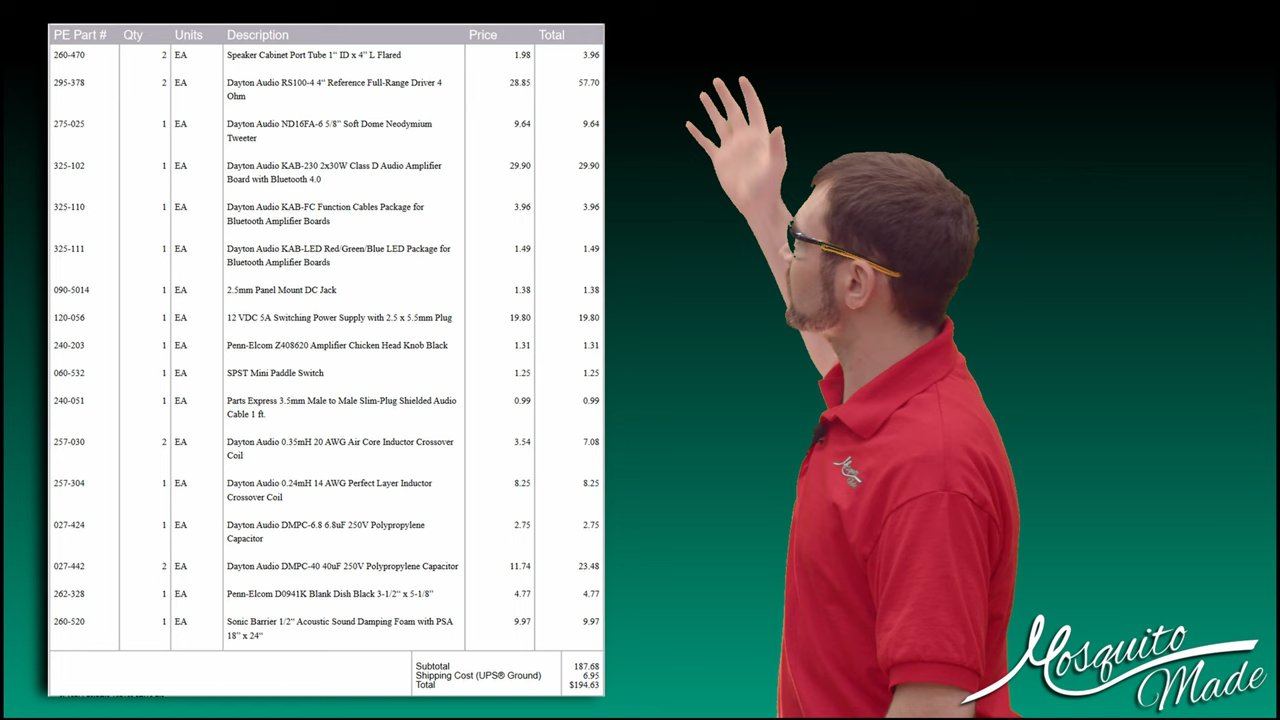 PE Part # Qty Units Description Price Total
260-470 2 EA Speaker Cabinet Port Tube 1" ID x 4" L Flared 1.98 3.96
295-378 2 EA Dayton Audio RS100-4 4" Reference Full-Range Driver 4 28.85 57.70
Ohm
275-025 1 EA Dayton Audio ND16FA-6 5/8" Soft Dome Neodymium 9.64 9.64
Tweeter
325-102 1 EA Dayton Audio KAB-230 2x30W Class D Audio Amplifier 29.90 29.90
Board with Bluetooth 4.0
325-110 1 EA Dayton Audio KAB-FC Function Cables Package for 3.96 3.96
Bluetooth Amplifier Boards
325-111 1 EA Dayton Audio KAB-LED Red/Green/Blue LED Package for 1.49 1.49
Bluetooth Amplifier Boards
090-5014 1 EA 2.5mm Panel Mount DC Jack 1.38 1.38
120-056 1 EA 12 VDC 5A Switching Power Supply with 2.5 x 5.5mm Plug 19.80 19.80
240-203 1 EA Penn-Elcom Z408620 Amplifier Chicken Head Knob Black 1.31 1.31
060-532 1 EA SPST Mini Paddle Switch 1.25 1.25
240-051 1 EA Parts Express 3.5mm Male to Male Slim-Plug Shielded Audio 0.99 0.99
Cable 1 ft.
257-030 2 EA Dayton Audio 0.35mH 20 AWG Air Core Inductor Crossover 3.54 7.08
Coil
257-304 1 EA Dayton Audio 0.24mH 14 AWG Perfect Layer Inductor 8.25 8.25
Crossover Coil
027-424 1 EA Dayton Audio DMPC-6.8 6.8uF 250V Polypropylene 2.75 2.75
Capacitor
027-442 2 EA Dayton Audio DMPC-40 40uF 250V Polypropylene Capacitor 11.74 23.48
262-328 1 EA Penn-Elcom D0941K Blank Dish Black 3-1/2" x 5-1/8" 4.77 4.77
260-520 1 EA Sonic Barrier 1/2" Acoustic Sound Damping Foam with PSA 9.97 9.97
18" x 24"
Subtotal 187.68
Shipping Cost (UPS® Ground) 6.95
Total $194.63
Mosquito
Made